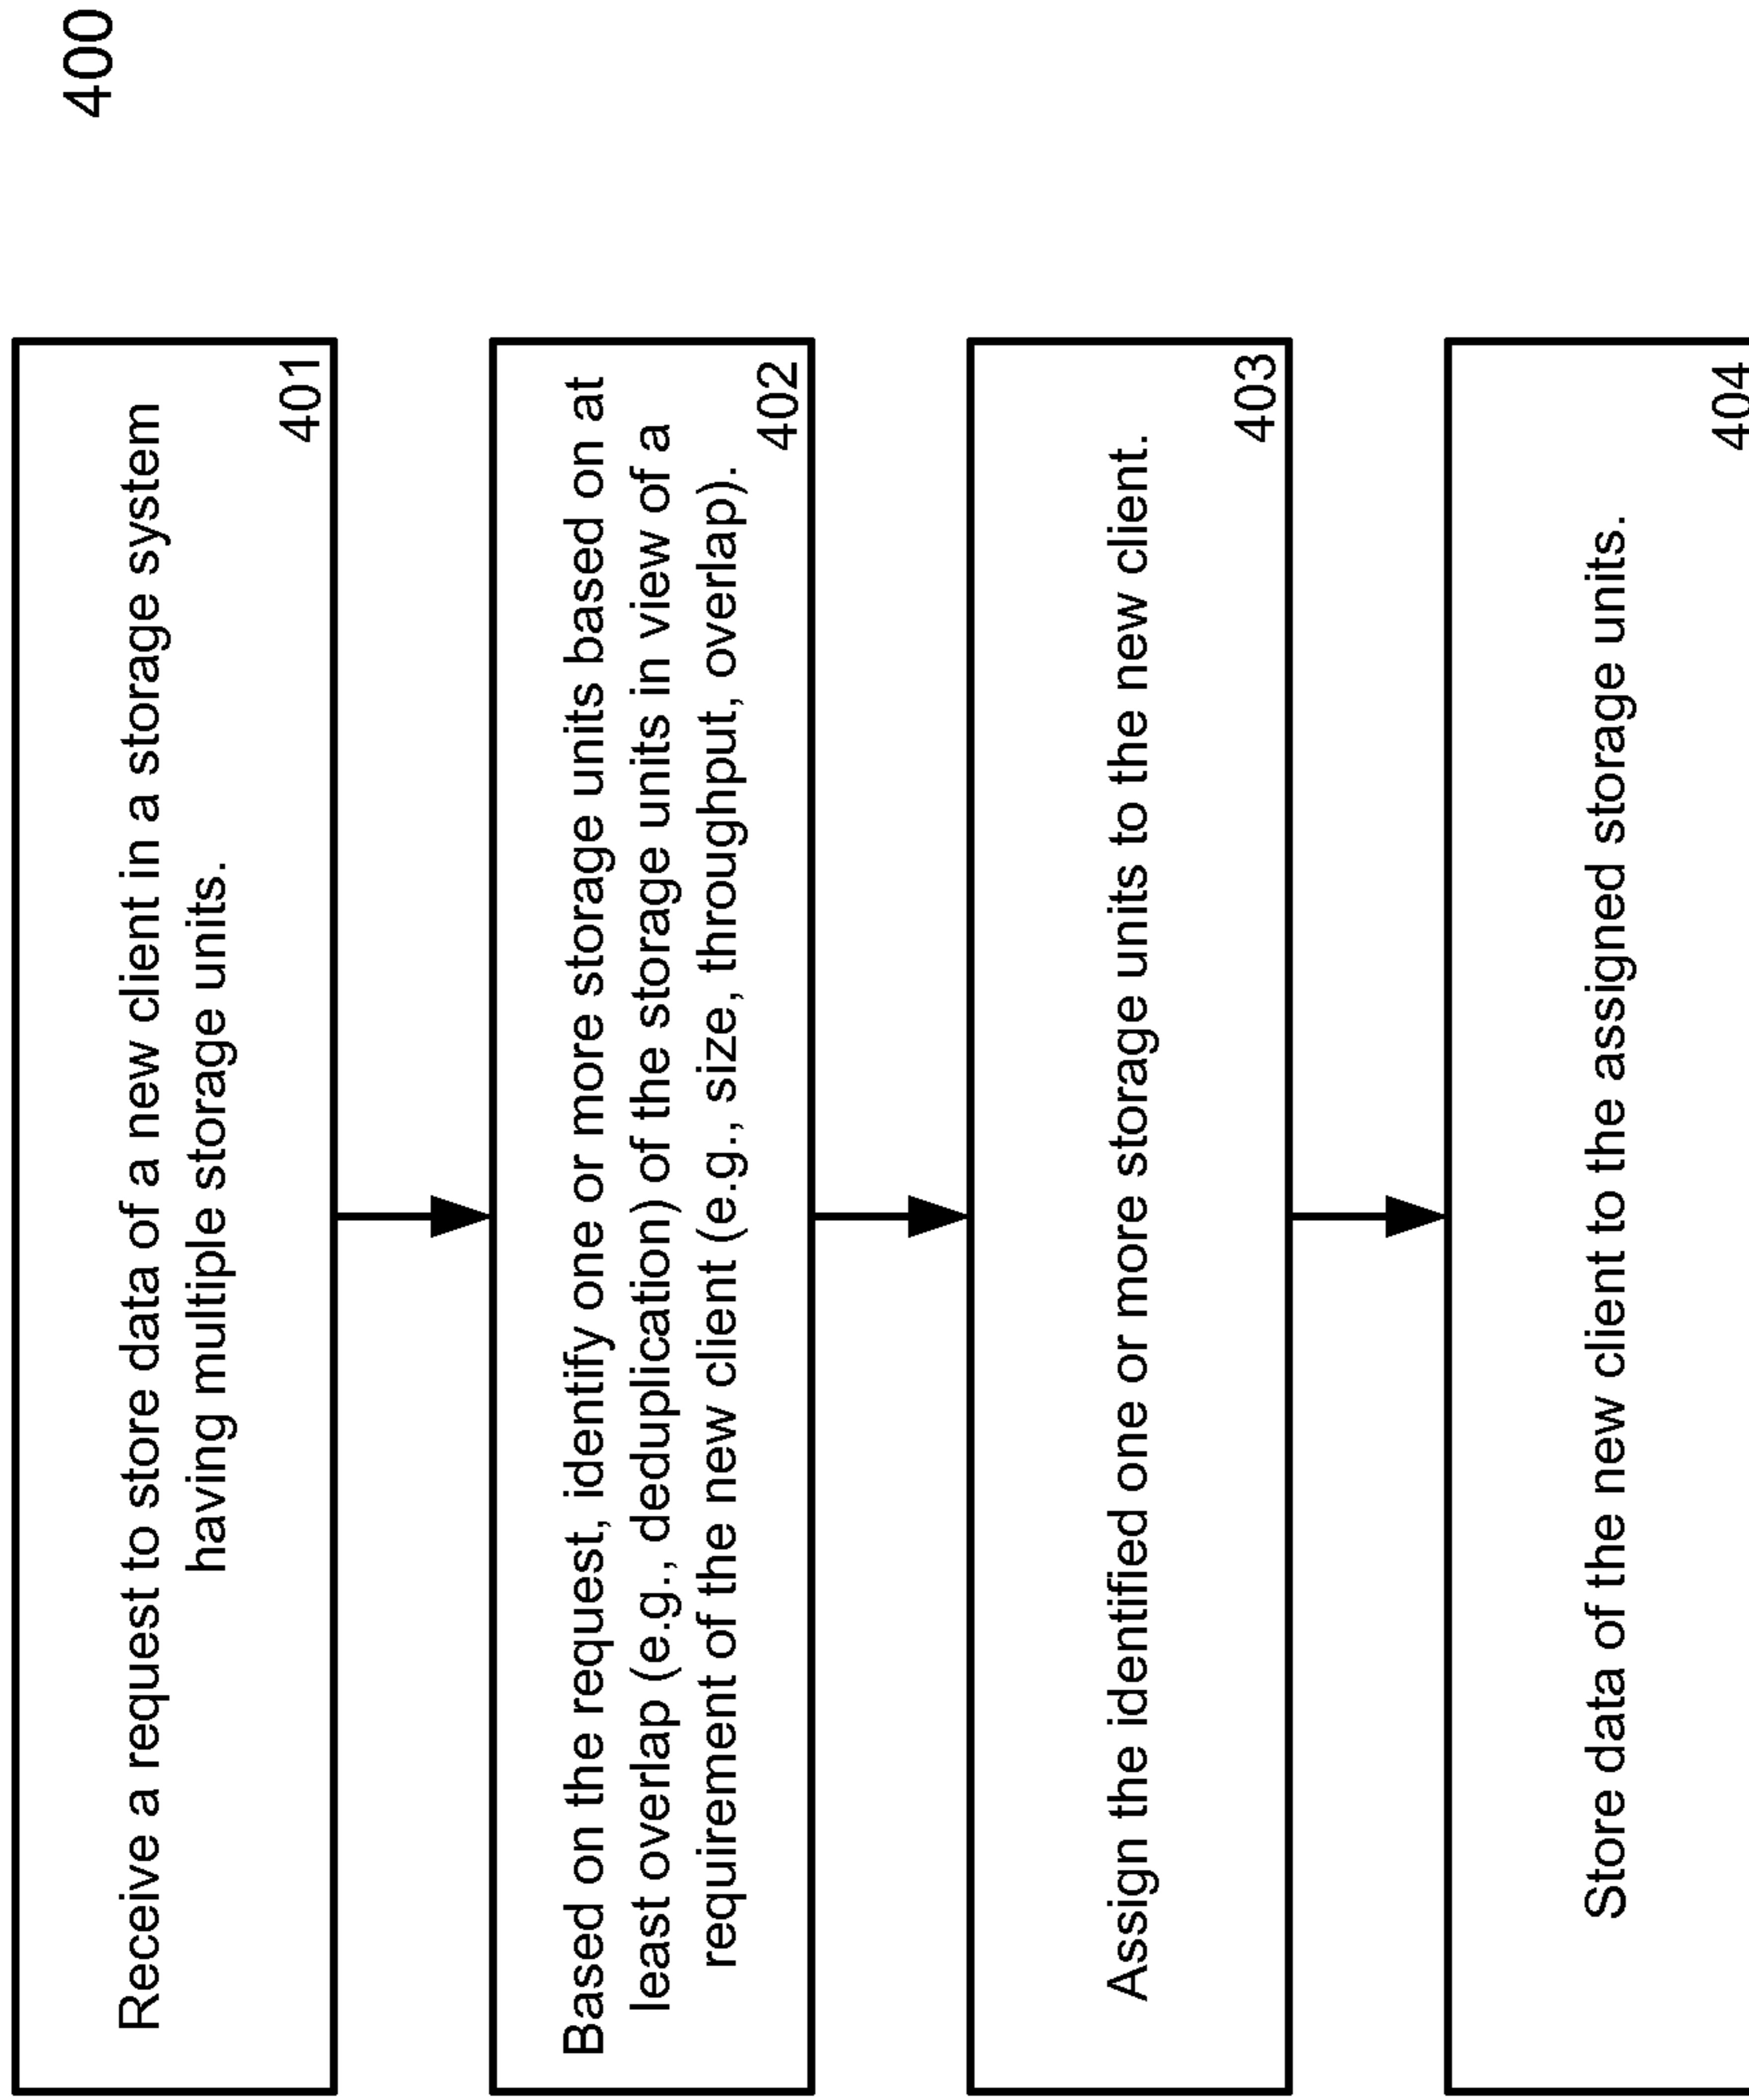 400
Receive a request to store data of a new client in a storage system
having multiple storage units.
401
Based on the request, identify one or more storage units based on at
least overlap (e.g., deduplication) of the storage units in view of a
requirement of the new client (e.g., size, throughput, overlap).
402
Assign the identified one or more storage units to the new client.
403
Store data of the new client to the assigned storage units.
404